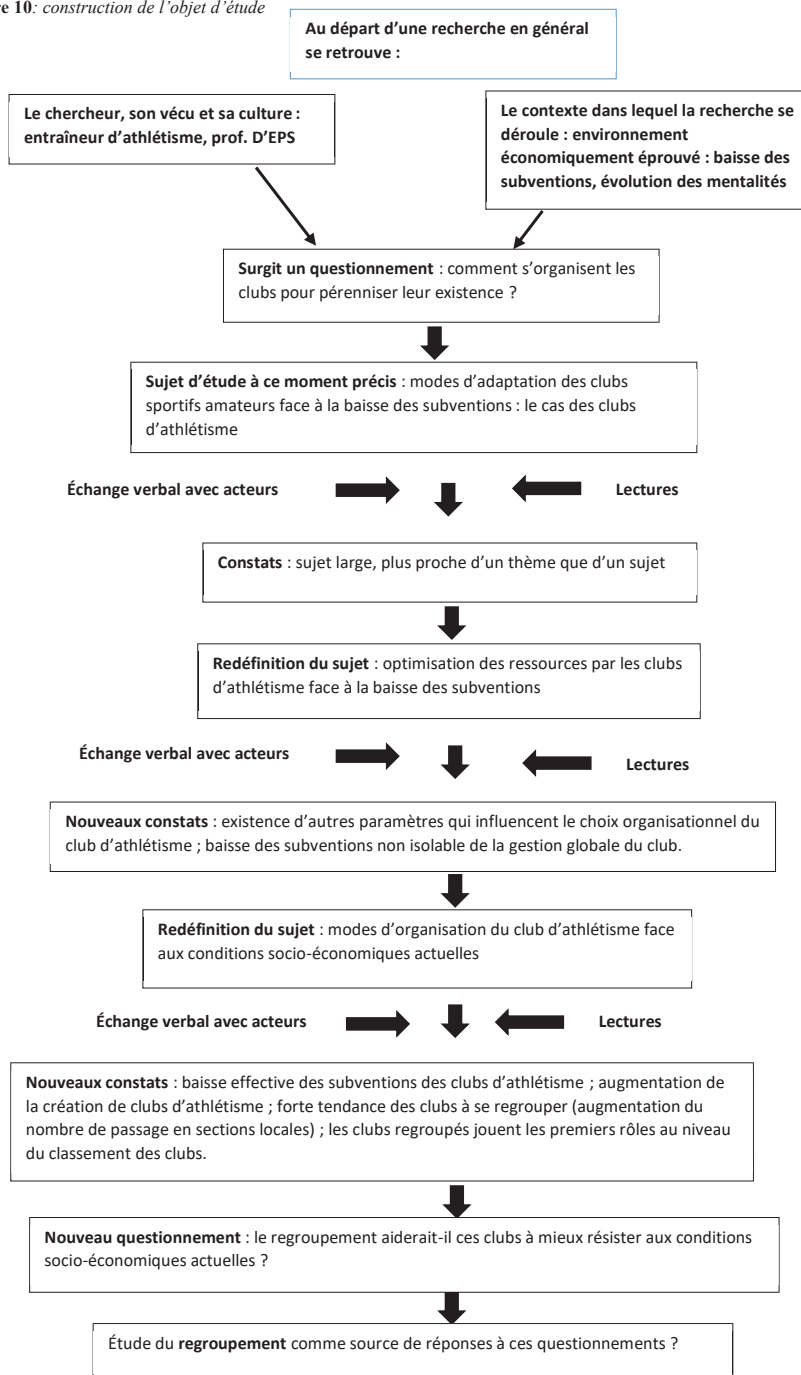 re 10: construction de l’objet d’étude
Au départ d’une recherche en général
se retrouve :
Le chercheur, son vécu et sa culture :
entraîneur d’athlétisme, prof. D’EPS
Le contexte dans lequel la recherche se
déroule : environnement
économiquement éprouvé : baisse des
subventions, évolution des mentalités
Surgit un questionnement : comment s’organisent les
clubs pour pérenniser leur existence ?
Sujet d’étude à ce moment précis : modes d’adaptation des clubs
sportifs amateurs face à la baisse des subventions : le cas des clubs
d’athlétisme
Échange verbal avec acteurs
Lectures
Constats : sujet large, plus proche d’un thème que d’un sujet
Redéfinition du sujet : optimisation des ressources par les clubs
d’athlétisme face à la baisse des subventions
Échange verbal avec acteurs
Lectures
Nouveaux constats : existence d’autres paramètres qui influencent le choix organisationnel du
club d’athlétisme ; baisse des subventions non isolable de la gestion globale du club.
Redéfinition du sujet : modes d’organisation du club d’athlétisme face
aux conditions socio-économiques actuelles
Échange verbal avec acteurs
Lectures
Nouveaux constats : baisse effective des subventions des clubs d’athlétisme ; augmentation de
la création de clubs d’athlétisme ; forte tendance des clubs à se regrouper (augmentation du
nombre de passage en sections locales) ; les clubs regroupés jouent les premiers rôles au niveau
du classement des clubs.
Nouveau questionnement : le regroupement aiderait-il ces clubs à mieux résister aux conditions
socio-économiques actuelles ?
Étude du regroupement comme source de réponses à ces questionnements ?